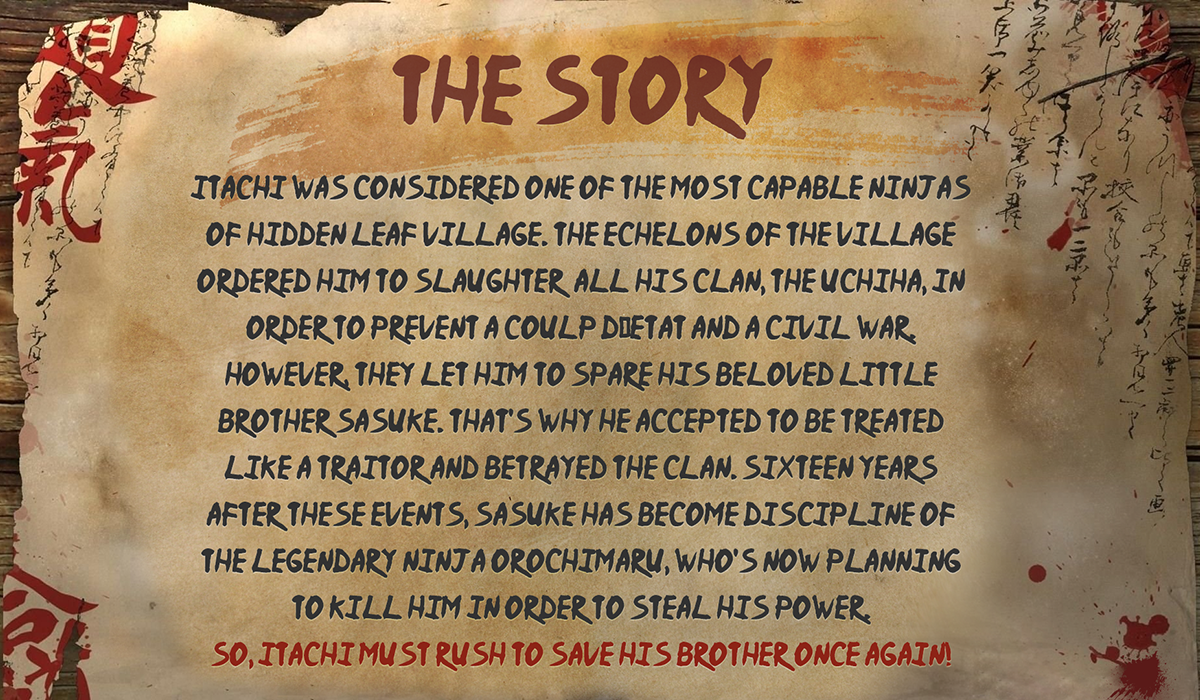 THE STORY
ITACHI WAS CONSIDERED ONE OF THE MOST CAPABLE NINJAS
OF HIDDEN LEAF VILLAGE. THE ECHELONS OF THE VILLAGE
ORDERED HIM TO SLAUGHTER ALL HIS CLAN, THE UCHIHA, IN
ORDER TO PREVENT A COULP D▯ETAT AND A CIVIL WAR.
HOWEVER, THEY LET HIM TO SPARE HIS BELOVED LITTLE
BROTHER SASUKE. THAT'S WHY HE ACCEPTED TO BE TREATED
LIKE A TRAITOR AND BETRAYED THE CLAN. SIXTEEN YEARS
AFTER THESE EVENTS, SASUKE HAS BECOME DISCIPLINE OF
THE LEGENDARY NINJA OROCHIMARU, WHO'S NOW PLANNING
TO KILL HIM IN ORDER TO STEAL HIS POWER.
SO, ITACHI MUST RUSH TO SAVE HIS BROTHER ONCE AGAIN!